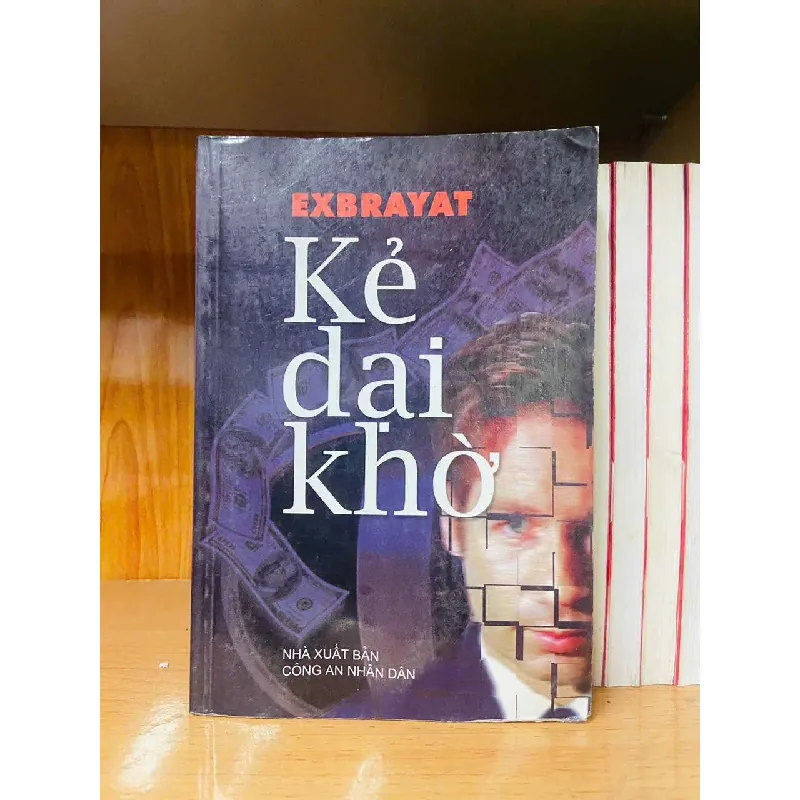 EXBRAYAT
Kẻ
dại
khờ
NHÀ XUẤT BẢN
CÔNG AN NHÂN DÂN